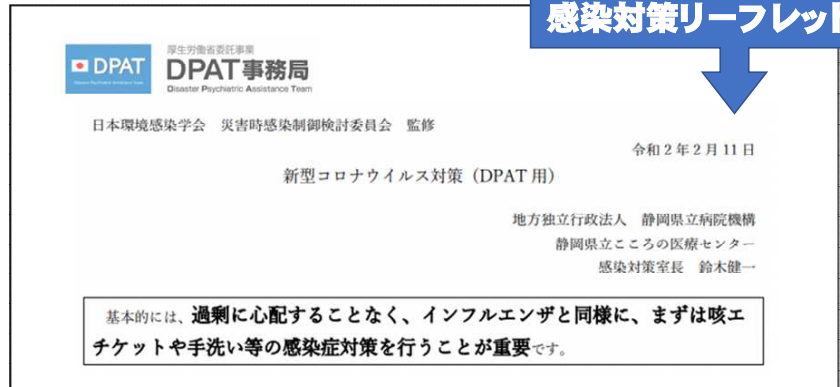 感染対策リーフレッ
DPAT
厚生労働省委託事業
DPAT事務局
Disaster Psychiatric Assistance Team
日本環境感染学会 災害時感染制御検討委員会 監修
令和2年2月11日
新型コロナウイルス対策（DPAT用）
地方独立行政法人 静岡県立病院機構
静岡県立こころの医療センター
感染対策室長 鈴木健一
基本的には、過剰に心配することなく、インフルエンザと同様に、まずは咳エ
チケットや手洗い等の感染症対策を行うことが重要です。